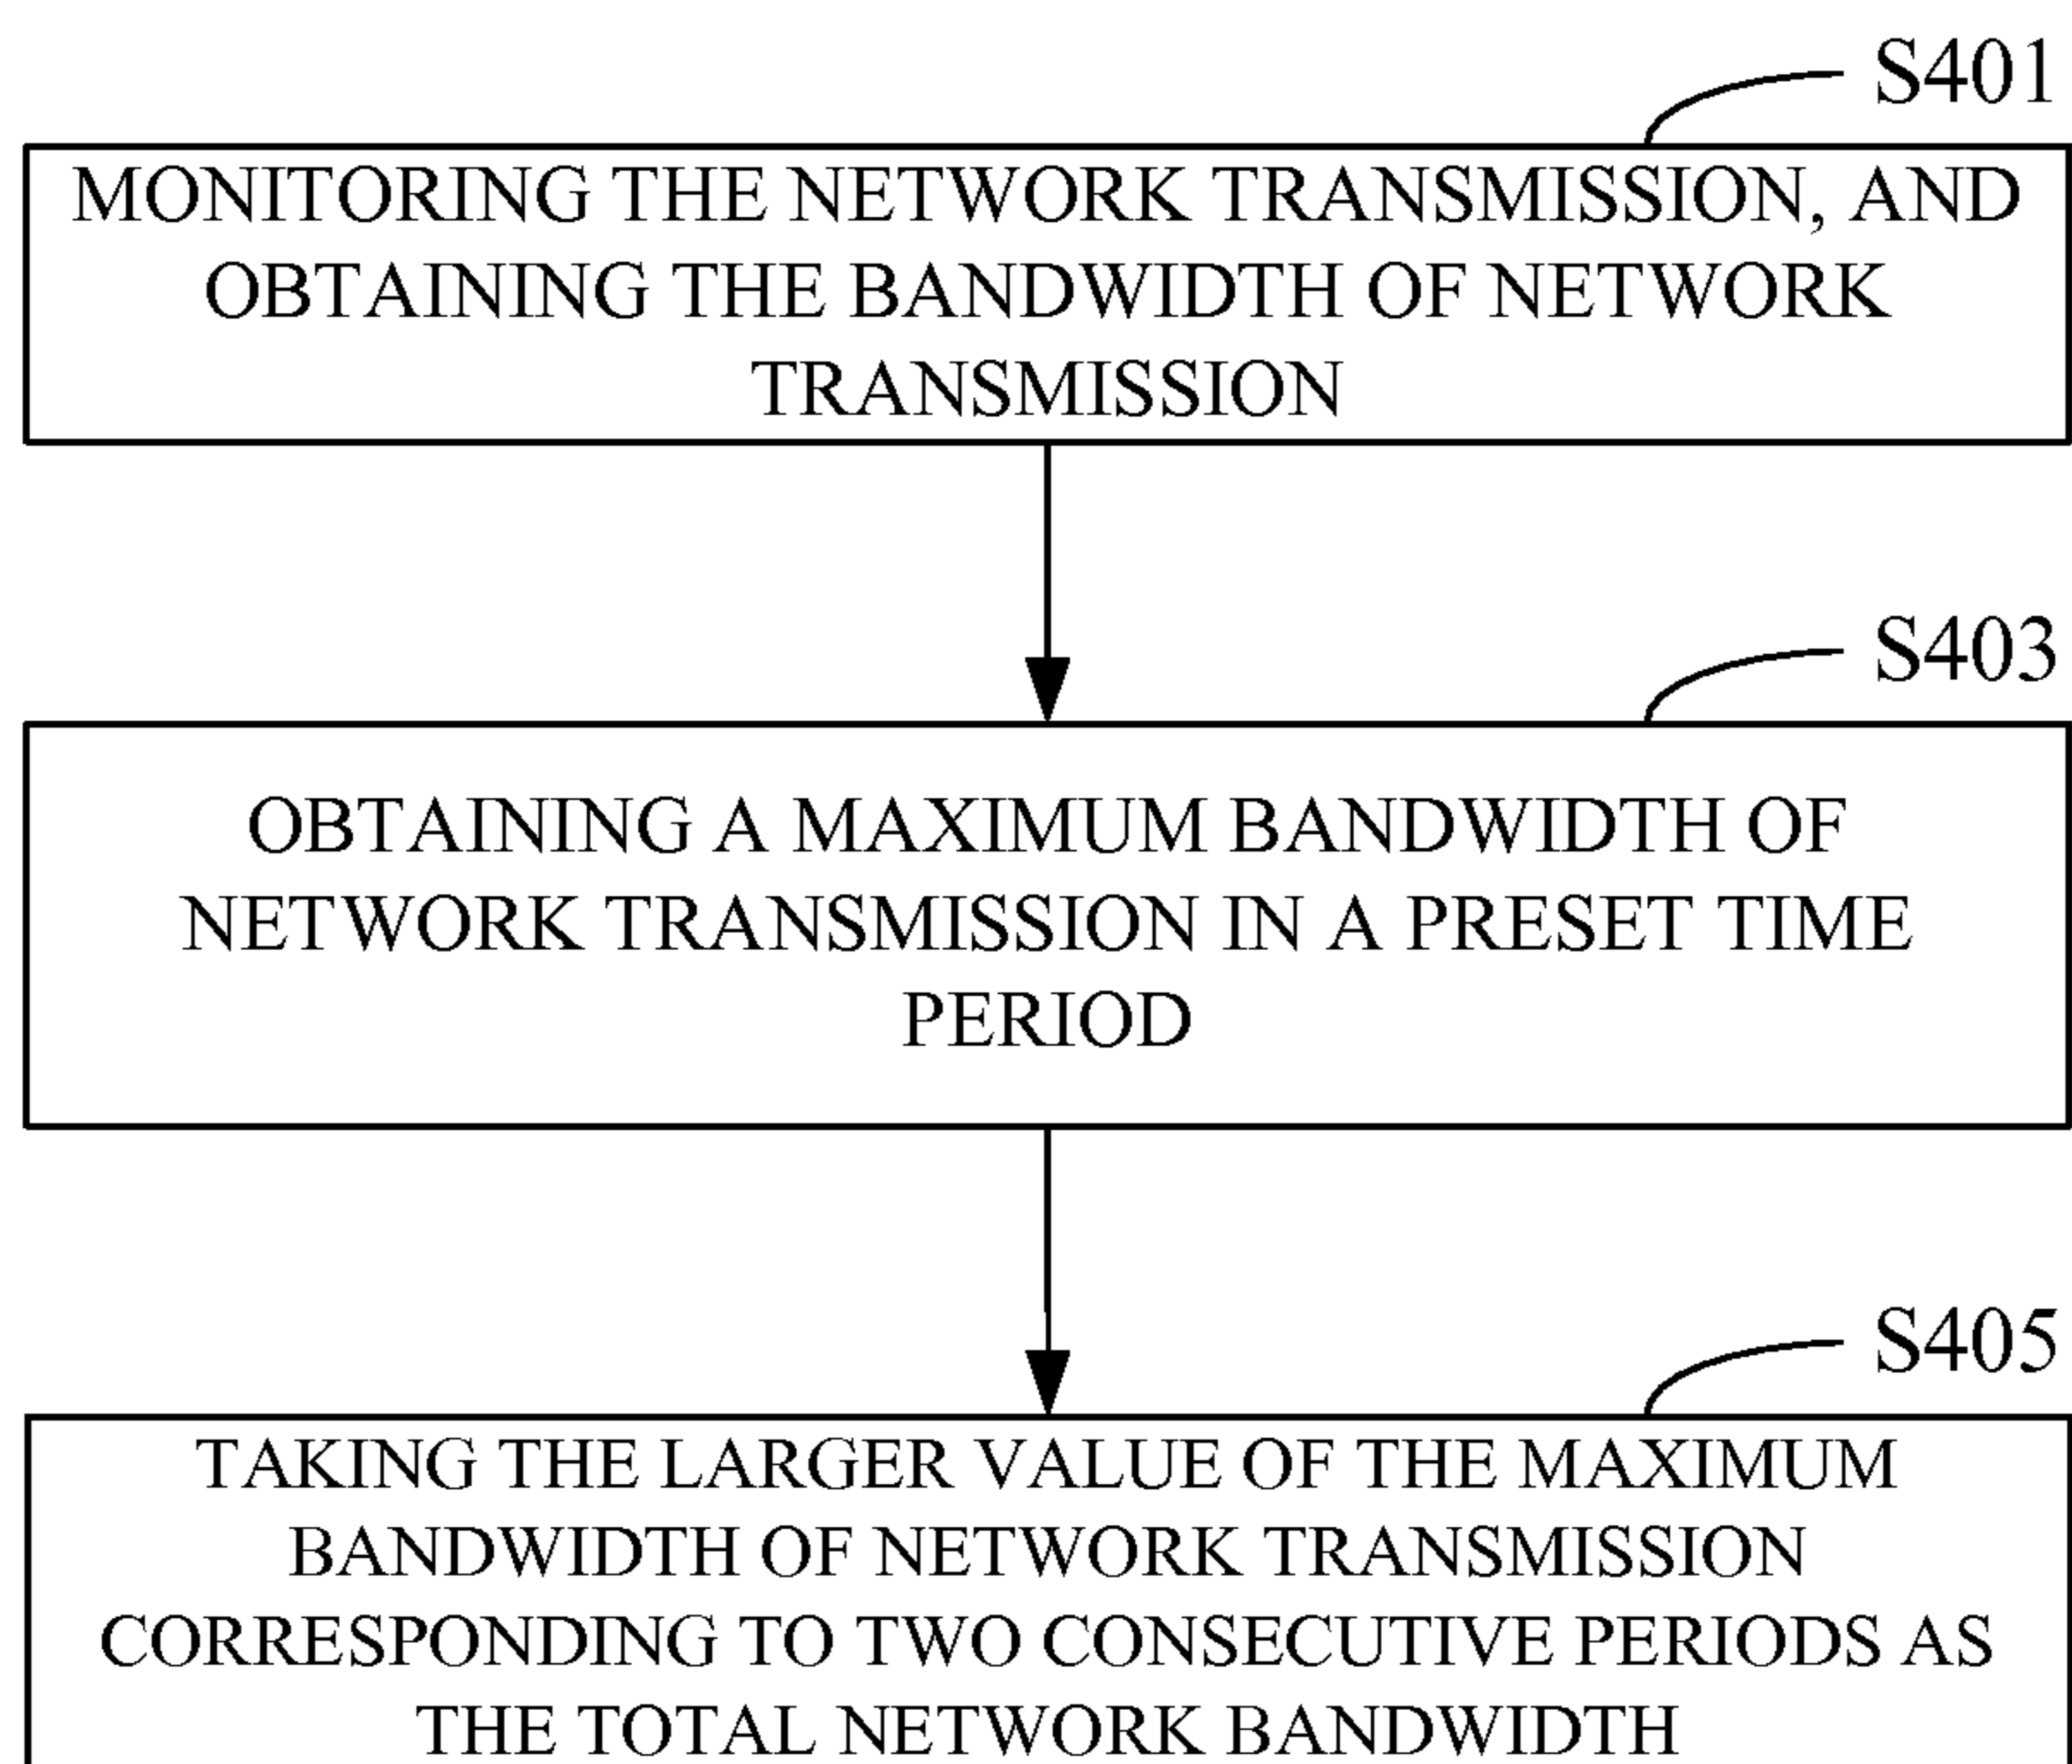 S401
MONITORING THE NETWORK TRANSMISSION, AND
OBTAINING THE BANDWIDTH OF NETWORK
TRANSMISSION
S403
OBTAINING A MAXIMUM BANDWIDTH OF
NETWORK TRANSMISSION IN A PRESET TIME
PERIOD
S405
TAKING THE LARGER VALUE OF THE MAXIMUM
BANDWIDTH OF NETWORK TRANSMISSION
CORRESPONDING TO TWO CONSECUTIVE PERIODS AS
THE TOTAL NETWORK BANDWIDTH